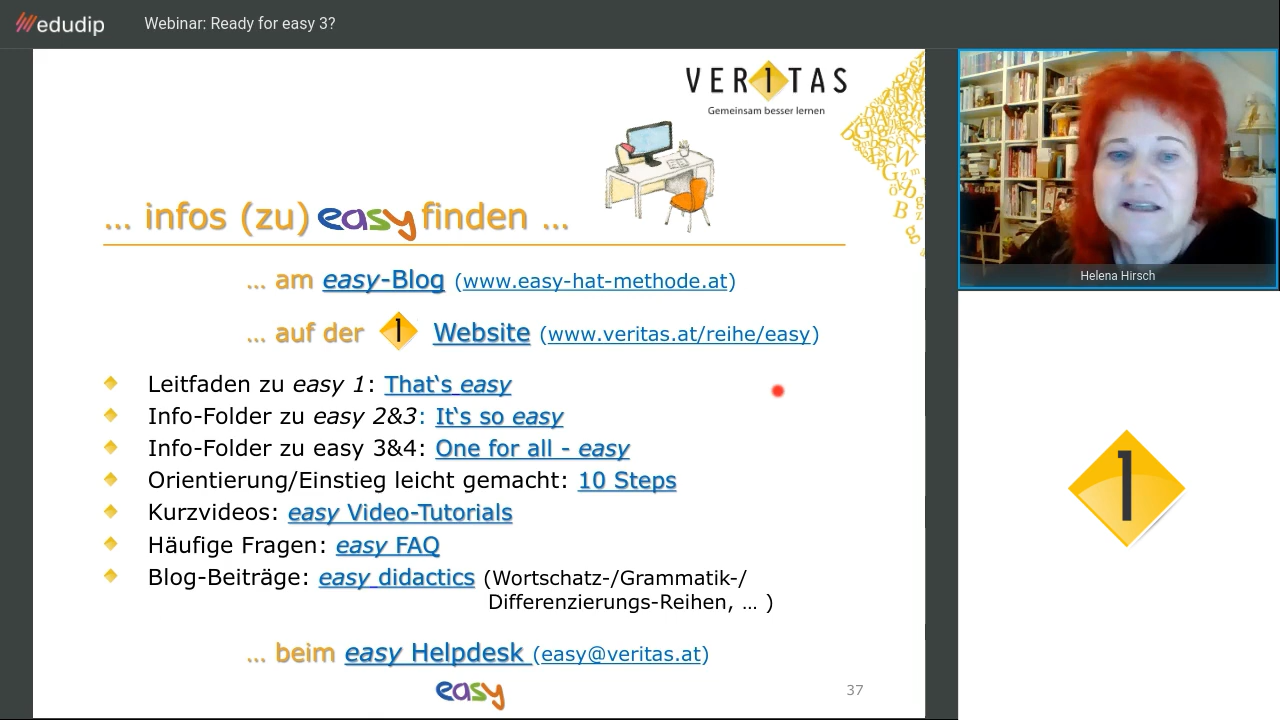 edudip
Webinar: Ready for easy 3?
VER1TAS
Gemeinsam besser lernen
... infos (zu) easy finden ...
... am easy-Blog (www.easy-hat-methode.at)
... auf der 1 Website (www.veritas.at/reihe/easy)
Leitfaden zu easy 1: That‘s easy
Info-Folder zu easy 2&3: It‘s so easy
Info-Folder zu easy 3&4: One for all - easy
Orientierung/Einstieg leicht gemacht: 10 Steps
Kurzvideos: easy Video-Tutorials
Häufige Fragen: easy FAQ
Blog-Beiträge: easy didactics (Wortschatz-/Grammatik-/
Differenzierungs-Reihen, ... )
... beim easy Helpdesk (easy@veritas.at)
easy
37
Helena Hirsch
1